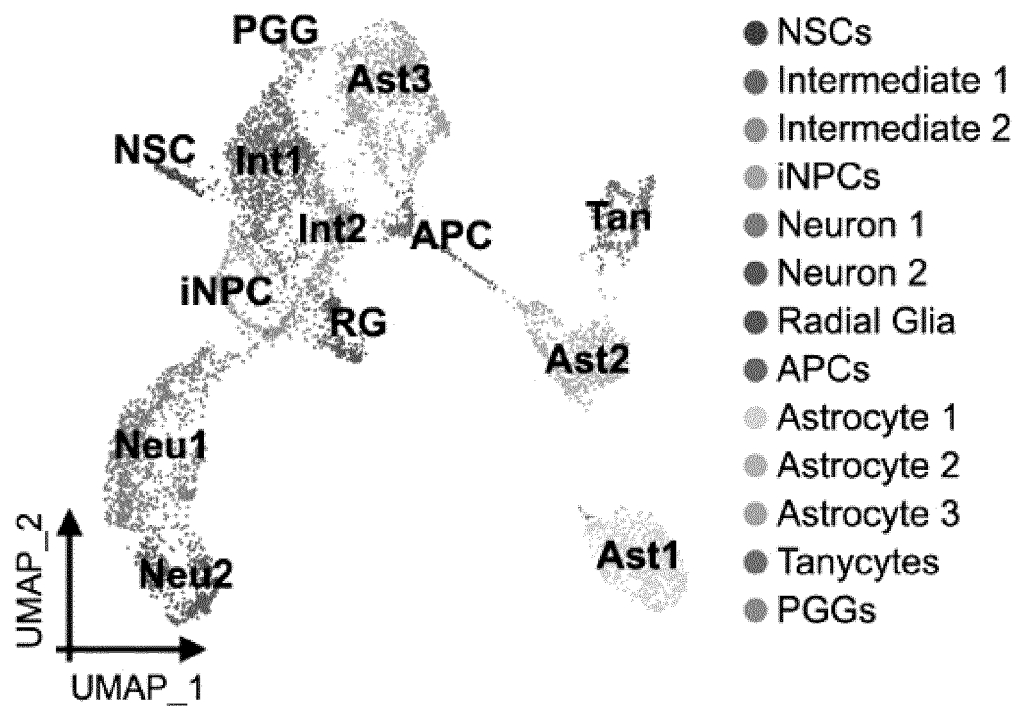 PGG
Ast3
NSC
Int1
Int2
APC
Tan
iNPC
RG
Ast2
Neu1
Neu2
Ast1
UMAP_2
UMAP_1
NSCs
Intermediate 1
Intermediate 2
iNPCs
Neuron 1
Neuron 2
Radial Glia
APCs
Astrocyte 1
Astrocyte 2
Astrocyte 3
Tanycytes
PGGs